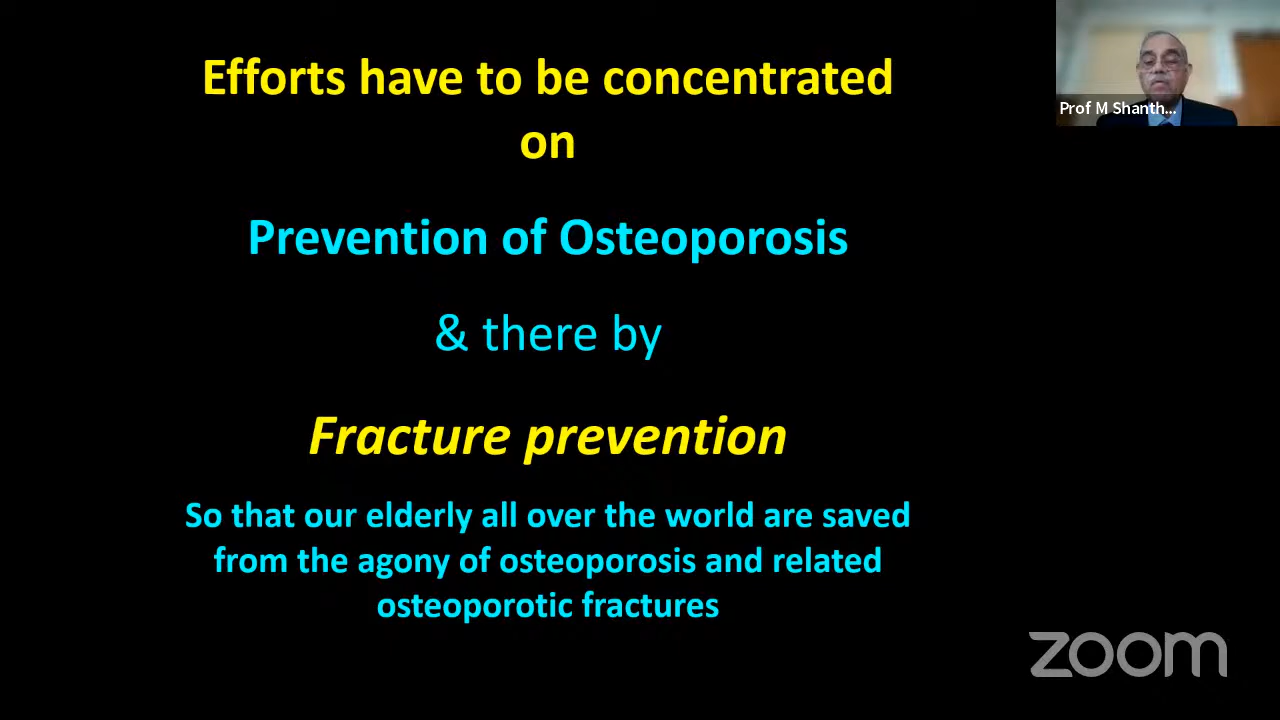 Efforts have to be concentrated
on
Prevention of Osteoporosis
& there by
Fracture prevention
So that our elderly all over the world are saved
from the agony of osteoporosis and related
osteoporotic fractures
Prof M Shanth...
zoom